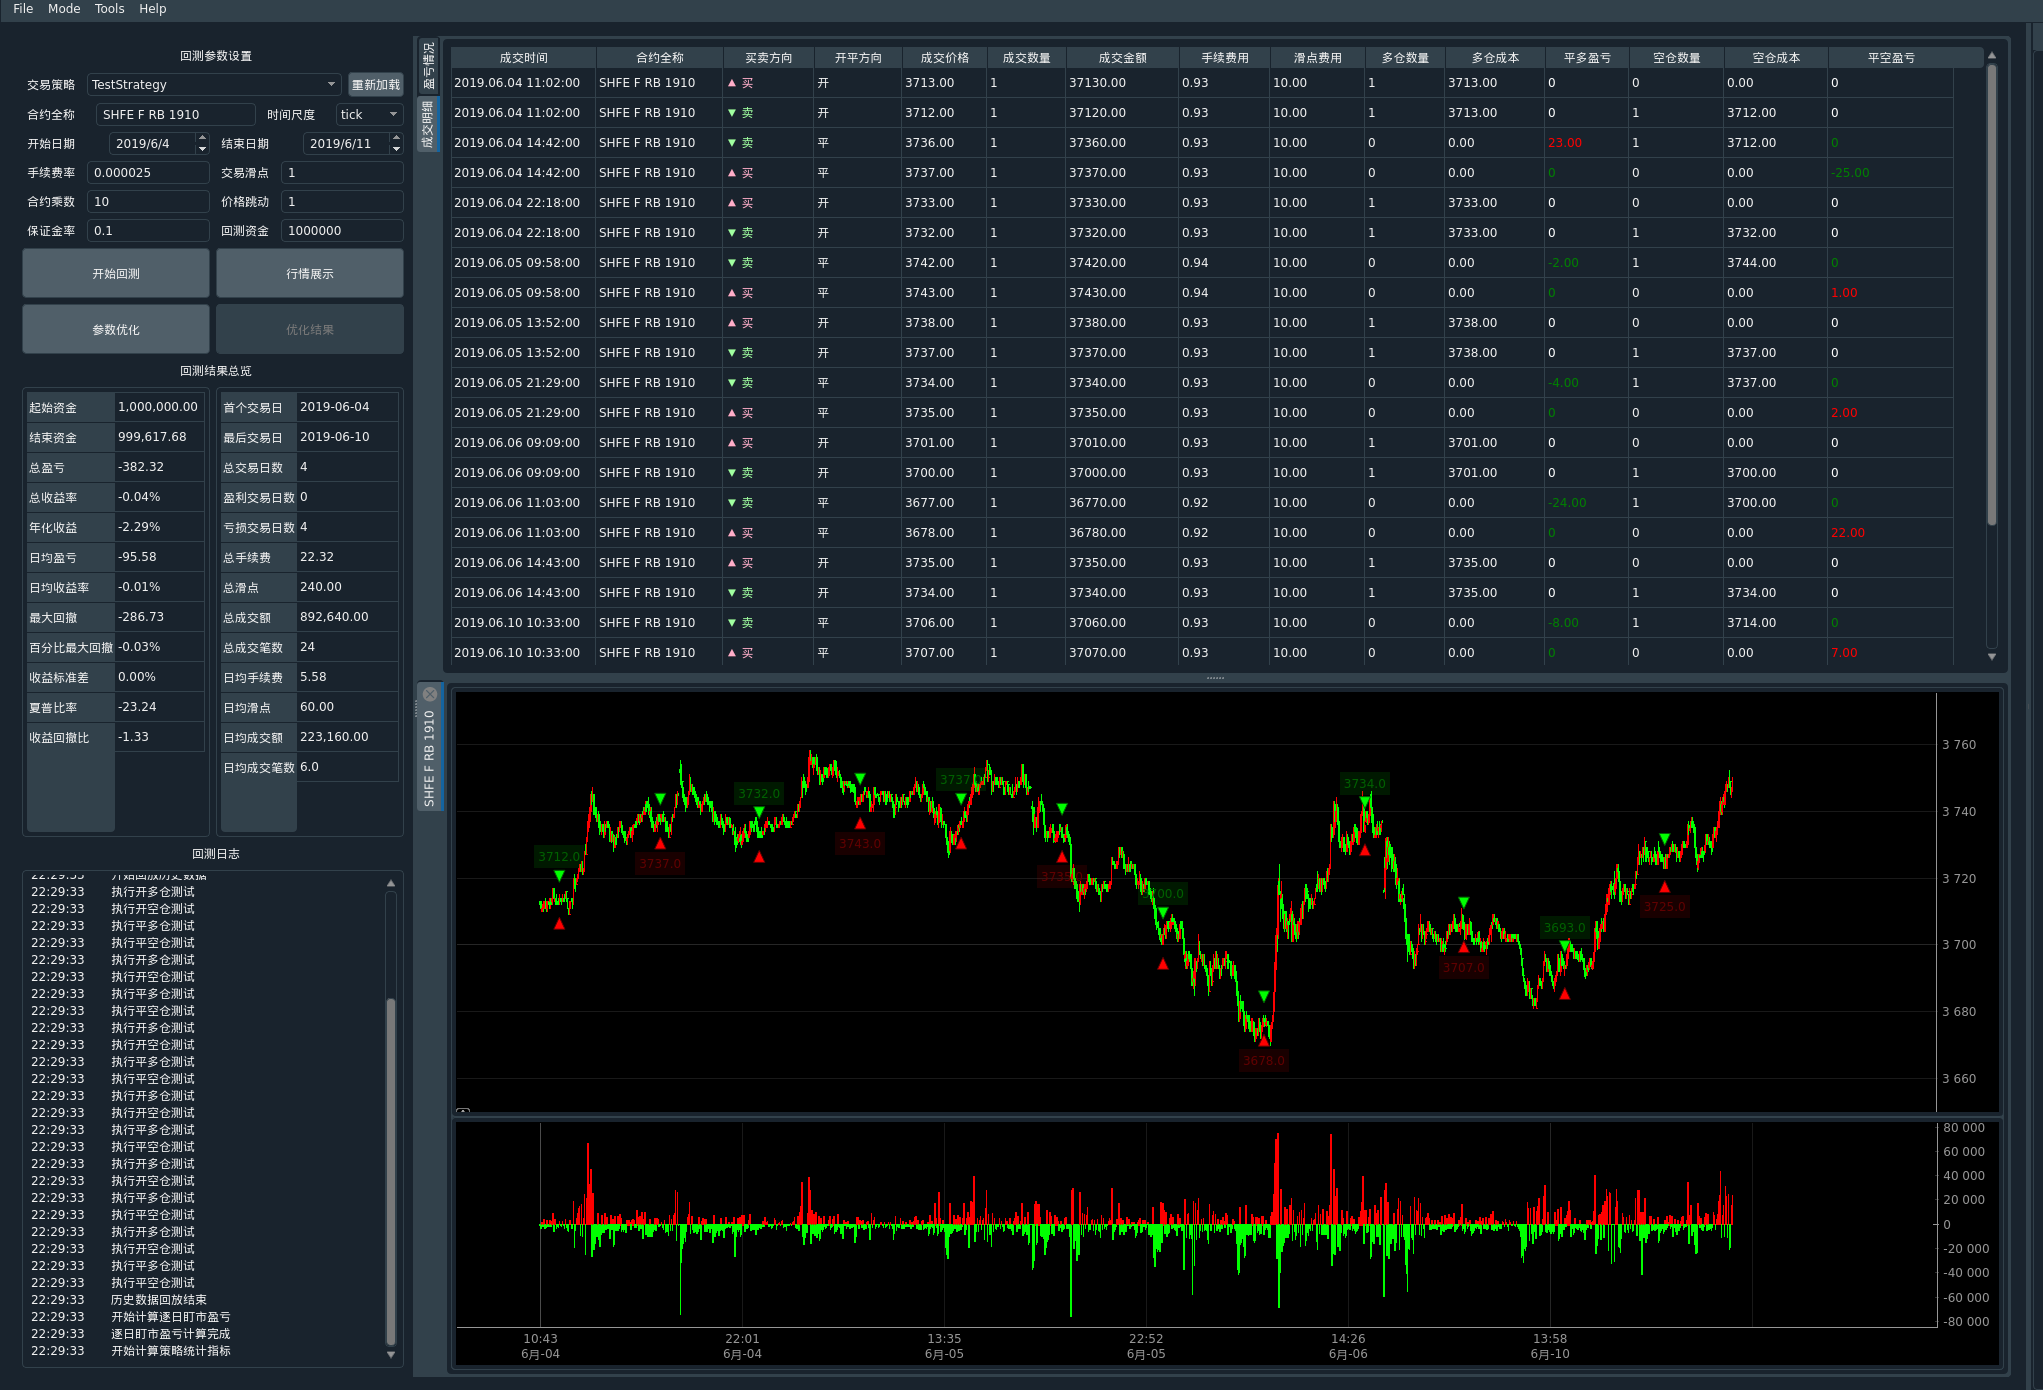 File Mode Tools Help
回测参数设置
交易策略 TestStrategy 重新加载
合约全称 SHFE F RB 1910 时间尺度 tick
开始日期 2019/6/4 结束日期 2019/6/11
手续费率 0.000025 交易滑点 1
合约乘数 10 价格跳动 1
保证金率 0.1 回测资金 1000000
开始回测 行情展示
参数优化 优化结果
回测结果总览
起始资金 1,000,000.00 首个交易日 2019-06-04
结束资金 999,617.68 最后交易日 2019-06-10
总盈亏 -382.32 总交易日数 4
总收益率 -0.04% 盈利交易日数 0
年化收益 -2.29% 亏损交易日数 4
日均盈亏 -95.58 总手续费 22.32
日均收益率 -0.01% 总滑点 240.00
最大回撤 -286.73 总成交额 892,640.00
百分比最大回撤 -0.03% 总成交笔数 24
收益标准差 0.00% 日均手续费 5.58
夏普比率 -23.24 日均滑点 60.00
收益回撤比 -1.33 日均成交额 223,160.00
日均成交笔数 6.0
回测日志
22:29:33 开始回放历史数据
22:29:33 执行开多仓测试
22:29:33 执行开空仓测试
22:29:33 执行平多仓测试
22:29:33 执行平空仓测试
22:29:33 执行开多仓测试
22:29:33 执行开空仓测试
22:29:33 执行平多仓测试
22:29:33 执行平空仓测试
22:29:33 执行开多仓测试
22:29:33 执行开空仓测试
22:29:33 执行平多仓测试
22:29:33 执行平空仓测试
22:29:33 执行开多仓测试
22:29:33 执行开空仓测试
22:29:33 执行平多仓测试
22:29:33 执行平空仓测试
22:29:33 执行开多仓测试
22:29:33 执行开空仓测试
22:29:33 执行平多仓测试
22:29:33 执行平空仓测试
22:29:33 执行开多仓测试
22:29:33 执行开空仓测试
22:29:33 执行平多仓测试
22:29:33 执行平空仓测试
22:29:33 历史数据回放结束
22:29:33 开始计算逐日盯市盈亏
22:29:33 逐日盯市盈亏计算完成
22:29:33 开始计算策略统计指标
盈亏情况
成交明细
成交时间 合约全称 买卖方向 开平方向 成交价格 成交数量 成交金额 手续费用 滑点费用 多仓数量 多仓成本 平多盈亏 空仓数量 空仓成本 平空盈亏
2019.06.04 11:02:00 SHFE F RB 1910 ▲ 买 开 3713.00 1 37130.00 0.93 10.00 1 3713.00 0 0 0.00 0
2019.06.04 11:02:00 SHFE F RB 1910 ▼ 卖 开 3712.00 1 37120.00 0.93 10.00 1 3713.00 0 1 3712.00 0
2019.06.04 14:42:00 SHFE F RB 1910 ▼ 卖 平 3736.00 1 37360.00 0.93 10.00 0 0.00 23.00 1 3712.00 0
2019.06.04 14:42:00 SHFE F RB 1910 ▲ 买 平 3737.00 1 37370.00 0.93 10.00 0 0.00 0 0 0.00 -25.00
2019.06.04 22:18:00 SHFE F RB 1910 ▲ 买 开 3733.00 1 37330.00 0.93 10.00 1 3733.00 0 0 0.00 0
2019.06.04 22:18:00 SHFE F RB 1910 ▼ 卖 开 3732.00 1 37320.00 0.93 10.00 1 3733.00 0 1 3732.00 0
2019.06.05 09:58:00 SHFE F RB 1910 ▼ 卖 平 3742.00 1 37420.00 0.94 10.00 0 0.00 -2.00 1 3744.00 0
2019.06.05 09:58:00 SHFE F RB 1910 ▲ 买 平 3743.00 1 37430.00 0.94 10.00 0 0.00 0 0 0.00 1.00
2019.06.05 13:52:00 SHFE F RB 1910 ▲ 买 开 3738.00 1 37380.00 0.93 10.00 1 3738.00 0 0 0.00 0
2019.06.05 13:52:00 SHFE F RB 1910 ▼ 卖 开 3737.00 1 37370.00 0.93 10.00 1 3738.00 0 1 3737.00 0
2019.06.05 21:29:00 SHFE F RB 1910 ▼ 卖 平 3734.00 1 37340.00 0.93 10.00 0 0.00 -4.00 1 3737.00 0
2019.06.05 21:29:00 SHFE F RB 1910 ▲ 买 平 3735.00 1 37350.00 0.93 10.00 0 0.00 0 0 0.00 2.00
2019.06.06 09:09:00 SHFE F RB 1910 ▲ 买 开 3701.00 1 37010.00 0.93 10.00 1 3701.00 0 0 0.00 0
2019.06.06 09:09:00 SHFE F RB 1910 ▼ 卖 开 3700.00 1 37000.00 0.93 10.00 1 3701.00 0 1 3700.00 0
2019.06.06 11:03:00 SHFE F RB 1910 ▼ 卖 平 3677.00 1 36770.00 0.92 10.00 0 0.00 -24.00 1 3700.00 0
2019.06.06 11:03:00 SHFE F RB 1910 ▲ 买 平 3678.00 1 36780.00 0.92 10.00 0 0.00 0 0 0.00 22.00
2019.06.06 14:43:00 SHFE F RB 1910 ▲ 买 开 3735.00 1 37350.00 0.93 10.00 1 3735.00 0 0 0.00 0
2019.06.06 14:43:00 SHFE F RB 1910 ▼ 卖 开 3734.00 1 37340.00 0.93 10.00 1 3735.00 0 1 3734.00 0
2019.06.10 10:33:00 SHFE F RB 1910 ▼ 卖 平 3706.00 1 37060.00 0.93 10.00 0 0.00 -8.00 1 3714.00 0
2019.06.10 10:33:00 SHFE F RB 1910 ▲ 买 平 3707.00 1 37070.00 0.93 10.00 0 0.00 0 0 0.00 7.00
SHFE F RB 1910
3 760
3 740
3 720
3 700
3 680
3 660
3712.0
3737.0
3732.0
3743.0
3737
3678.0
3734.0
3707.0
3693.0
3725.0
80 000
60 000
40 000
20 000
0
-20 000
-40 000
-60 000
-80 000
10:43 22:01 13:35 22:52 14:26 13:58
6月-04 6月-04 6月-05 6月-05 6月-06 6月-10